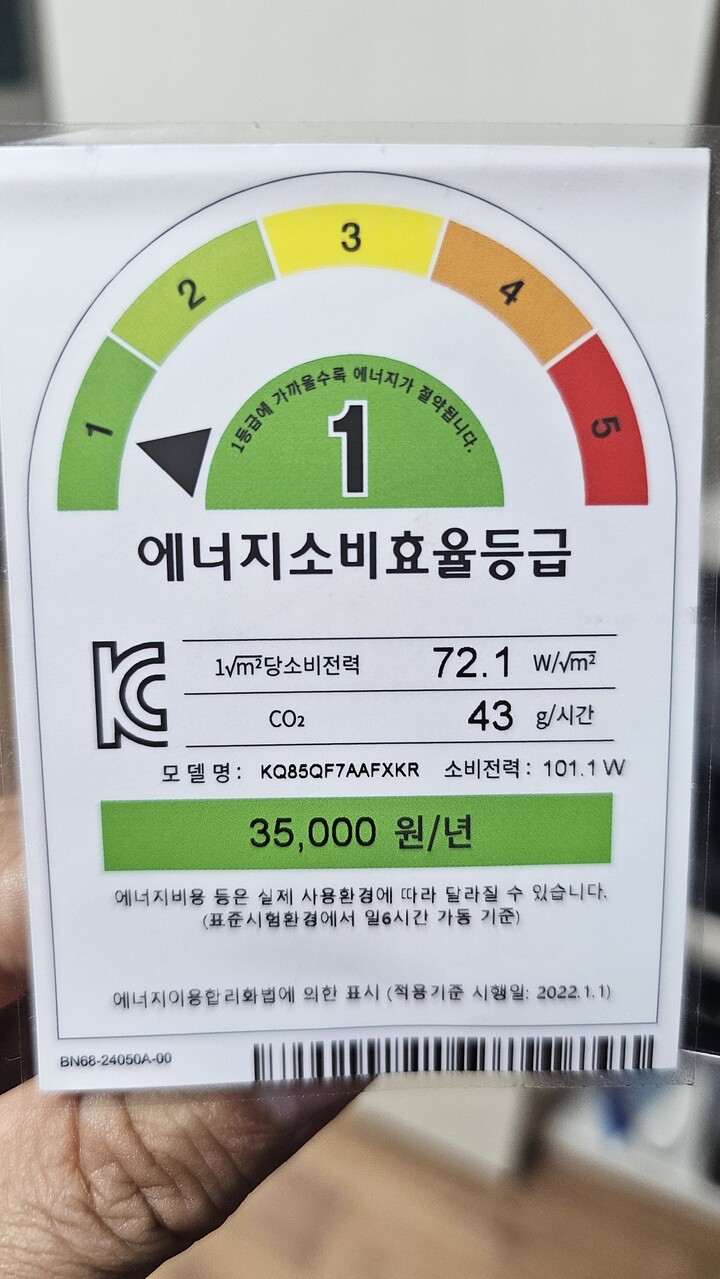 3
2
4
1
5
1등급에 가까울수록 에너지가 절약됩니다.
1
에너지소비효율등급
1√m²당소비전력 72.1 W/√m²
CO₂ 43 g/시간
모델명: KQ85QF7AAFXKR 소비전력: 101.1 W
35,000 원/년
에너지비용 등은 실제 사용환경에 따라 달라질 수 있습니다.
(표준시험환경에서 일6시간 가동 기준)
에너지이용합리화법에 의한 표시 (적용기준 시행일: 2022.1.1)
BN68-24050A-00